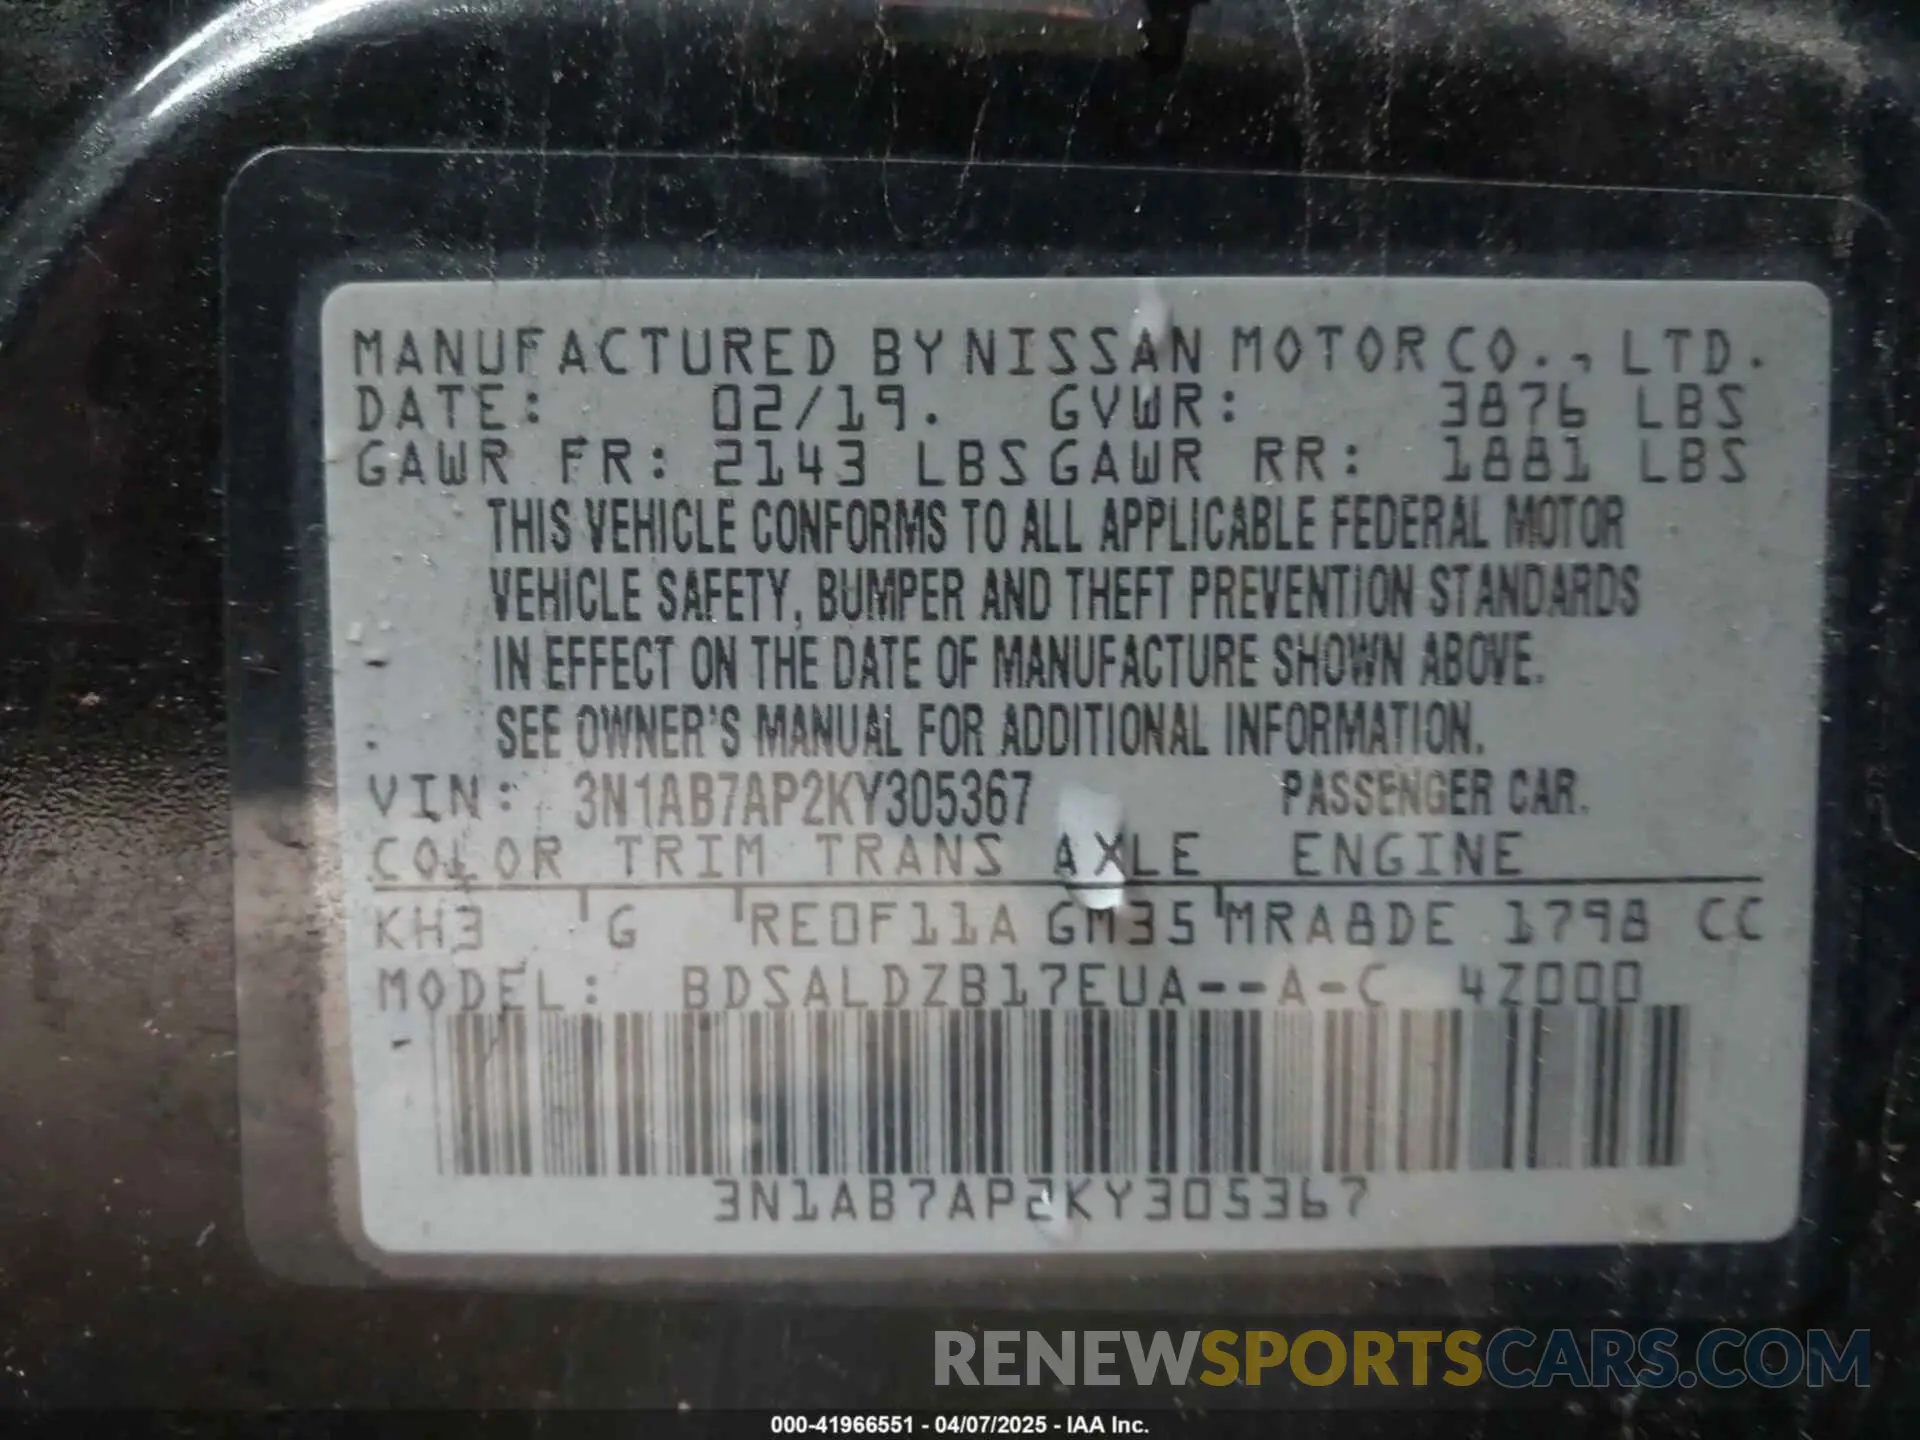 MANUFACTURED BY NISSAN MOTOR CO., LTD.
DATE: 02/19. GVWR: 3876 LBS
GAWR FR: 2143 LBS GAWR RR: 1881 LBS
THIS VEHICLE CONFORMS TO ALL APPLICABLE FEDERAL MOTOR
VEHICLE SAFETY, BUMPER AND THEFT PREVENTION STANDARDS
IN EFFECT ON THE DATE OF MANUFACTURE SHOWN ABOVE.
SEE OWNER'S MANUAL FOR ADDITIONAL INFORMATION.
VIN: 3N1AB7AP2KY305367 PASSENGER CAR.
COLOR TRIM TRANS AXLE ENGINE
KH3 G RE0F11A GM35 MRA8DE 1798 CC
MODEL: BDSALDZB17EUA--A-C 4Z000
3N1AB7AP2KY305367
RENEWSPORTSCARS.COM
000-41966551 - 04/07/2025 - IAA Inc.